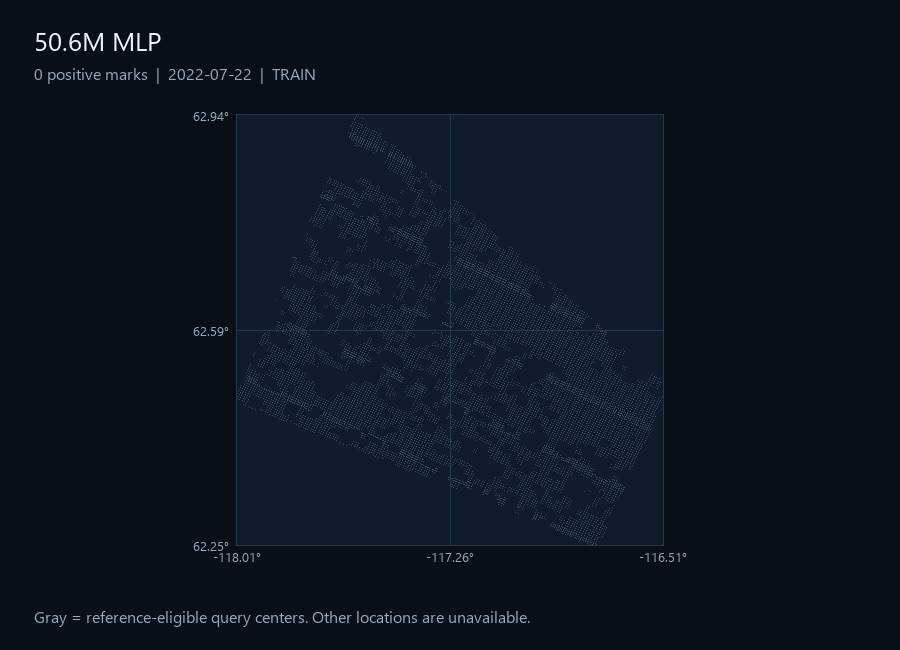 50.6M MLP
0 positive marks | 2022-07-22 | TRAIN
62.94°
62.59°
62.25°
-118.01° -117.26° -116.51°
Gray = reference-eligible query centers. Other locations are unavailable.